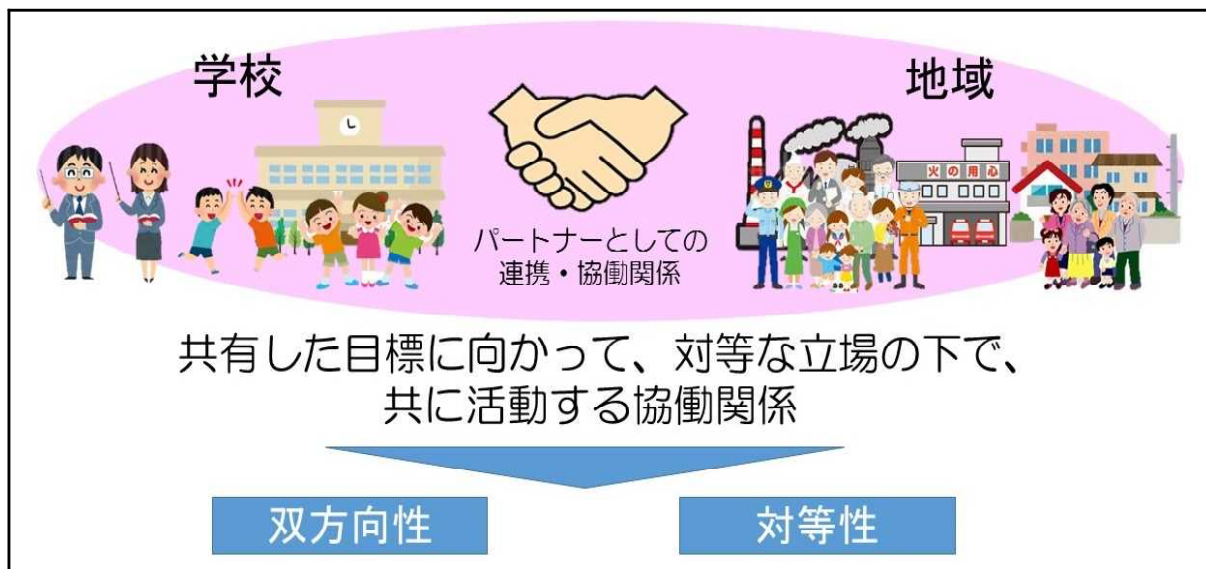 学校
地域
火の用心
パートナーとしての
連携・協働関係
共有した目標に向かって、対等な立場の下で、
共に活動する協働関係
双方向性
対等性